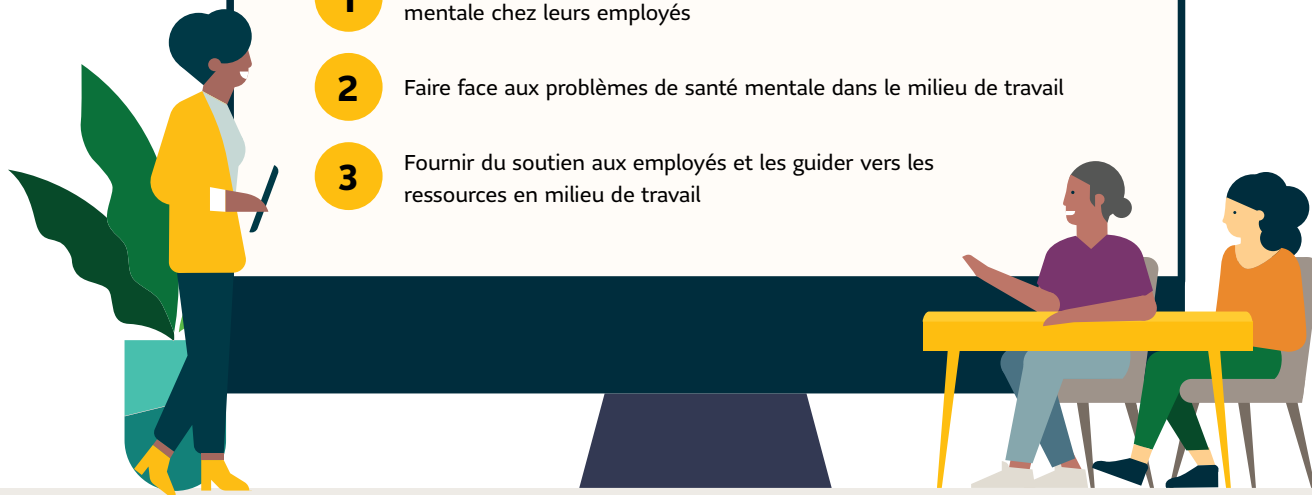 1
mentale chez leurs employés
2
Faire face aux problèmes de santé mentale dans le milieu de travail
3
Fournir du soutien aux employés et les guider vers les
ressources en milieu de travail